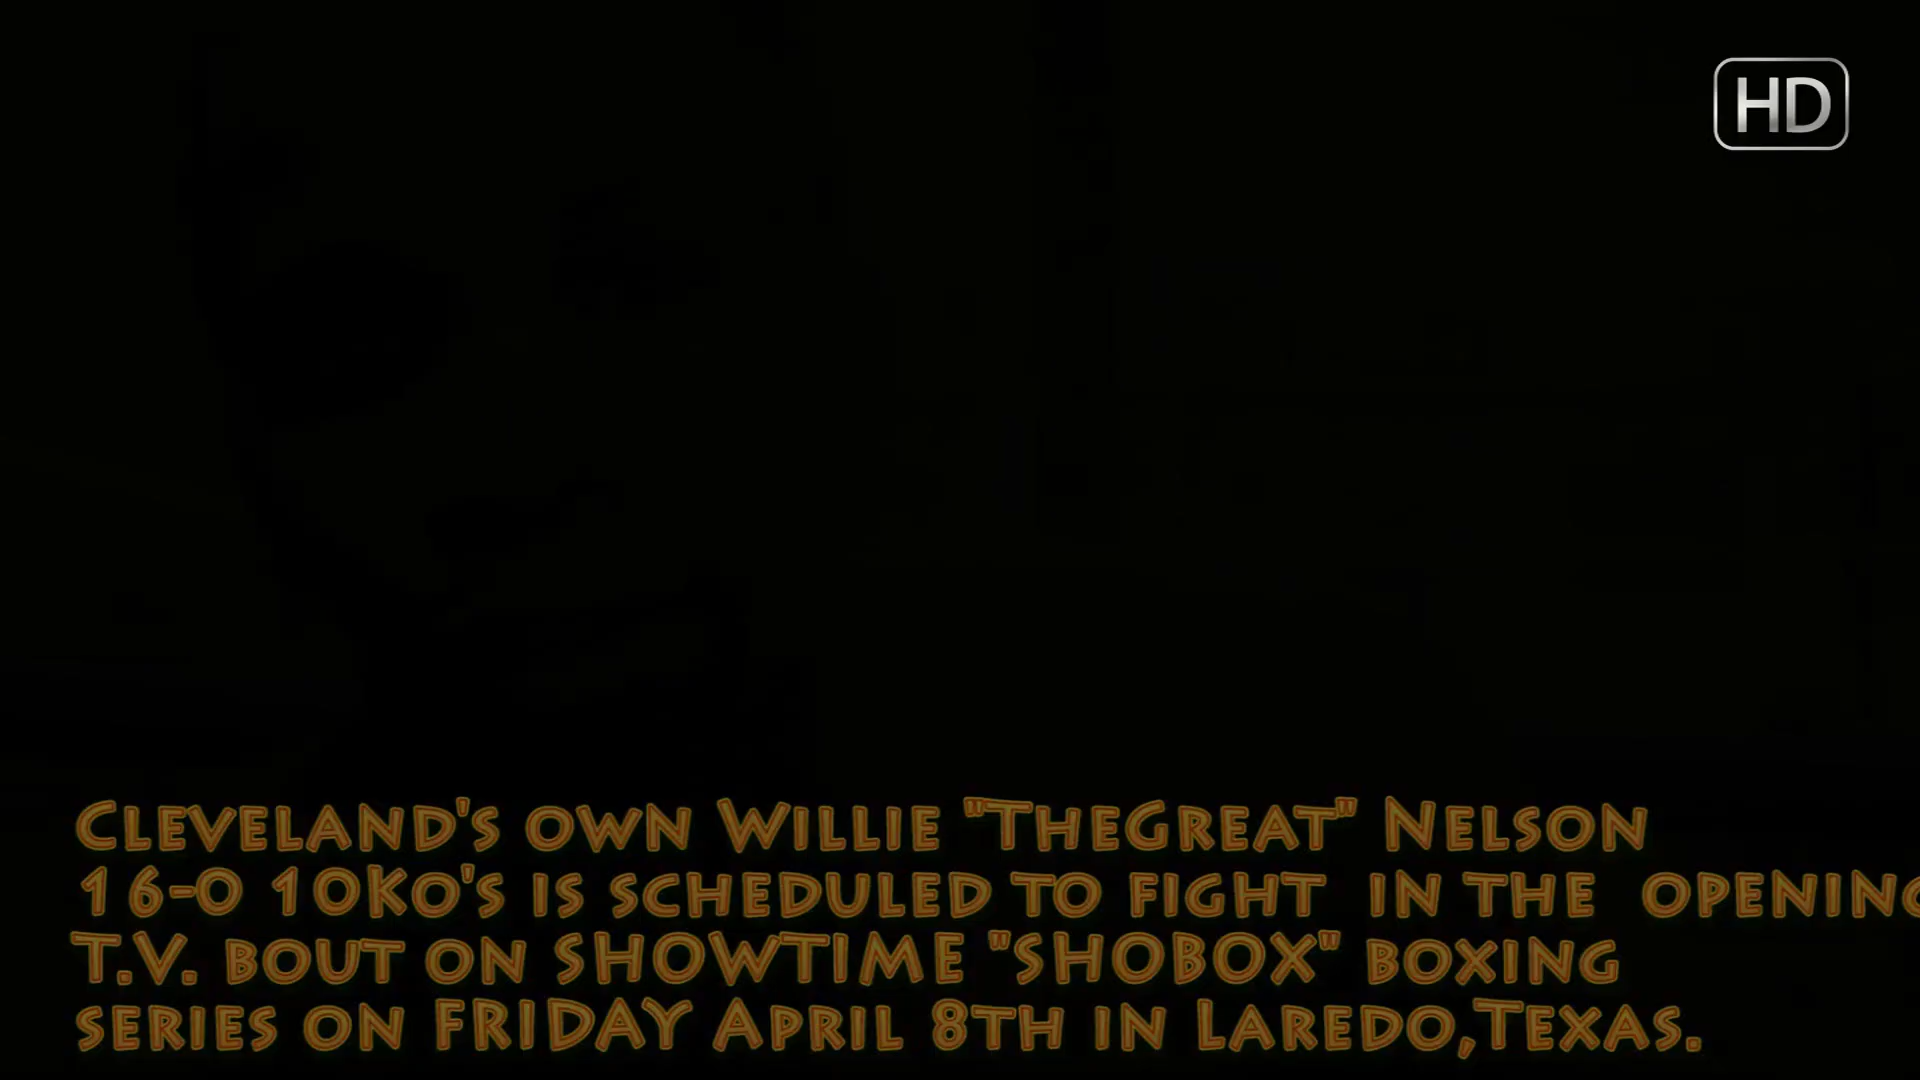 HD
Cleveland's own Willie "TheGreat" Nelson
16-0 10KO's is scheduled to fight in the opening
T.V. bout on SHOWTIME "SHOBOX" boxing
series on FRIDAY April 8th in Laredo,Texas.